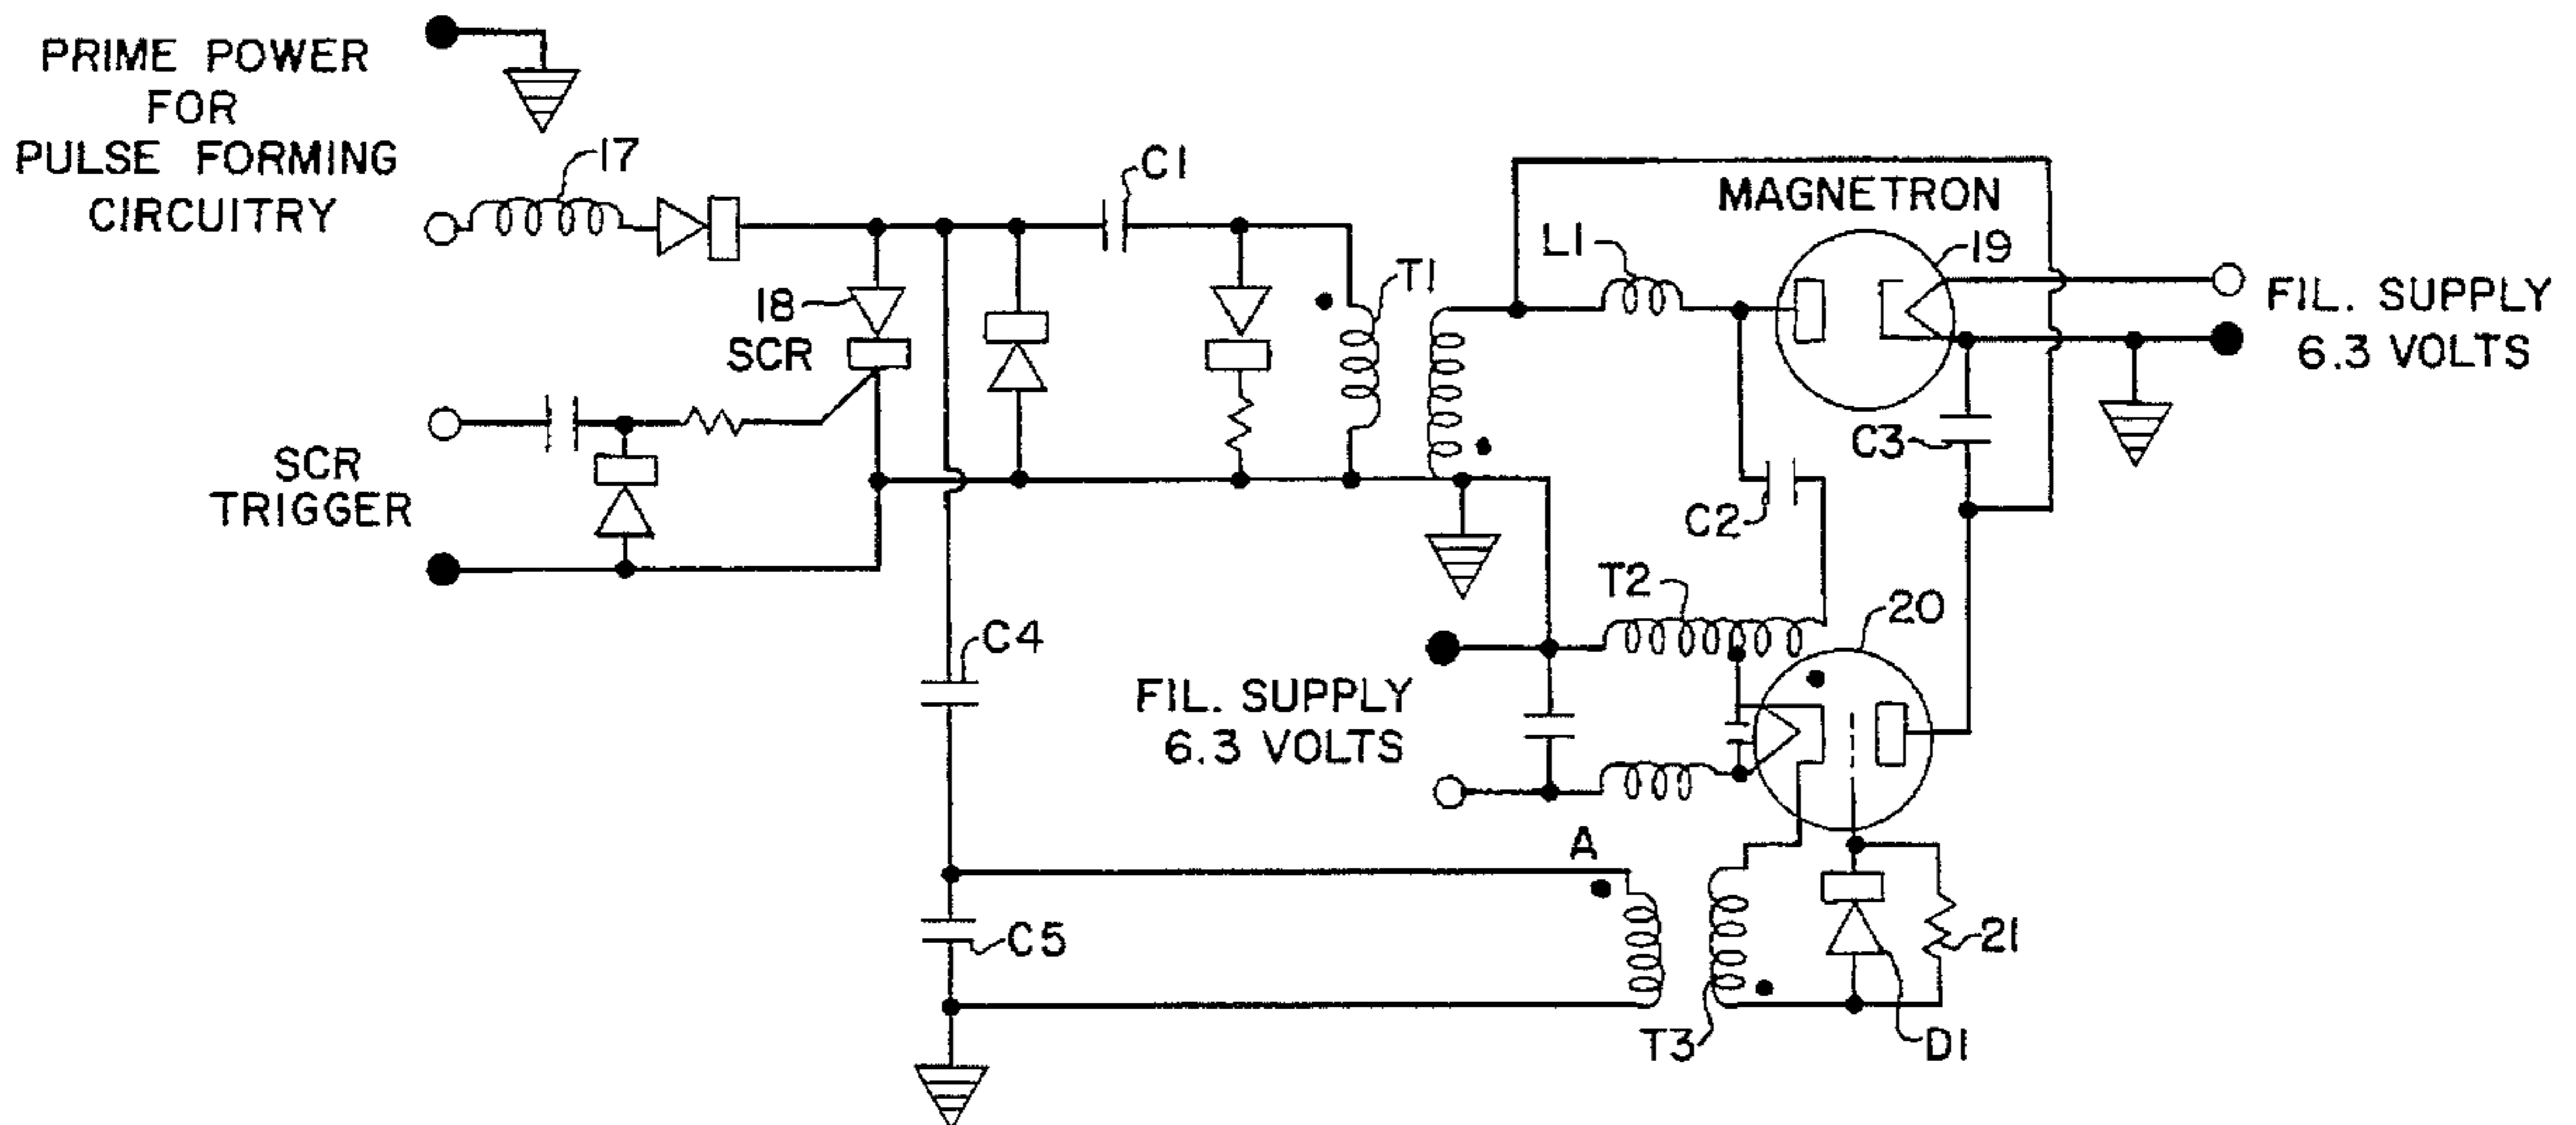 PRIME POWER
FOR
PULSE FORMING
CIRCUITRY
17
C1
MAGNETRON
L1
19
T1
18
SCR
FIL. SUPPLY
6.3 VOLTS
C3
SCR
TRIGGER
C2
T2
20
C4
FIL. SUPPLY
6.3 VOLTS
A
C5
21
T3
D1